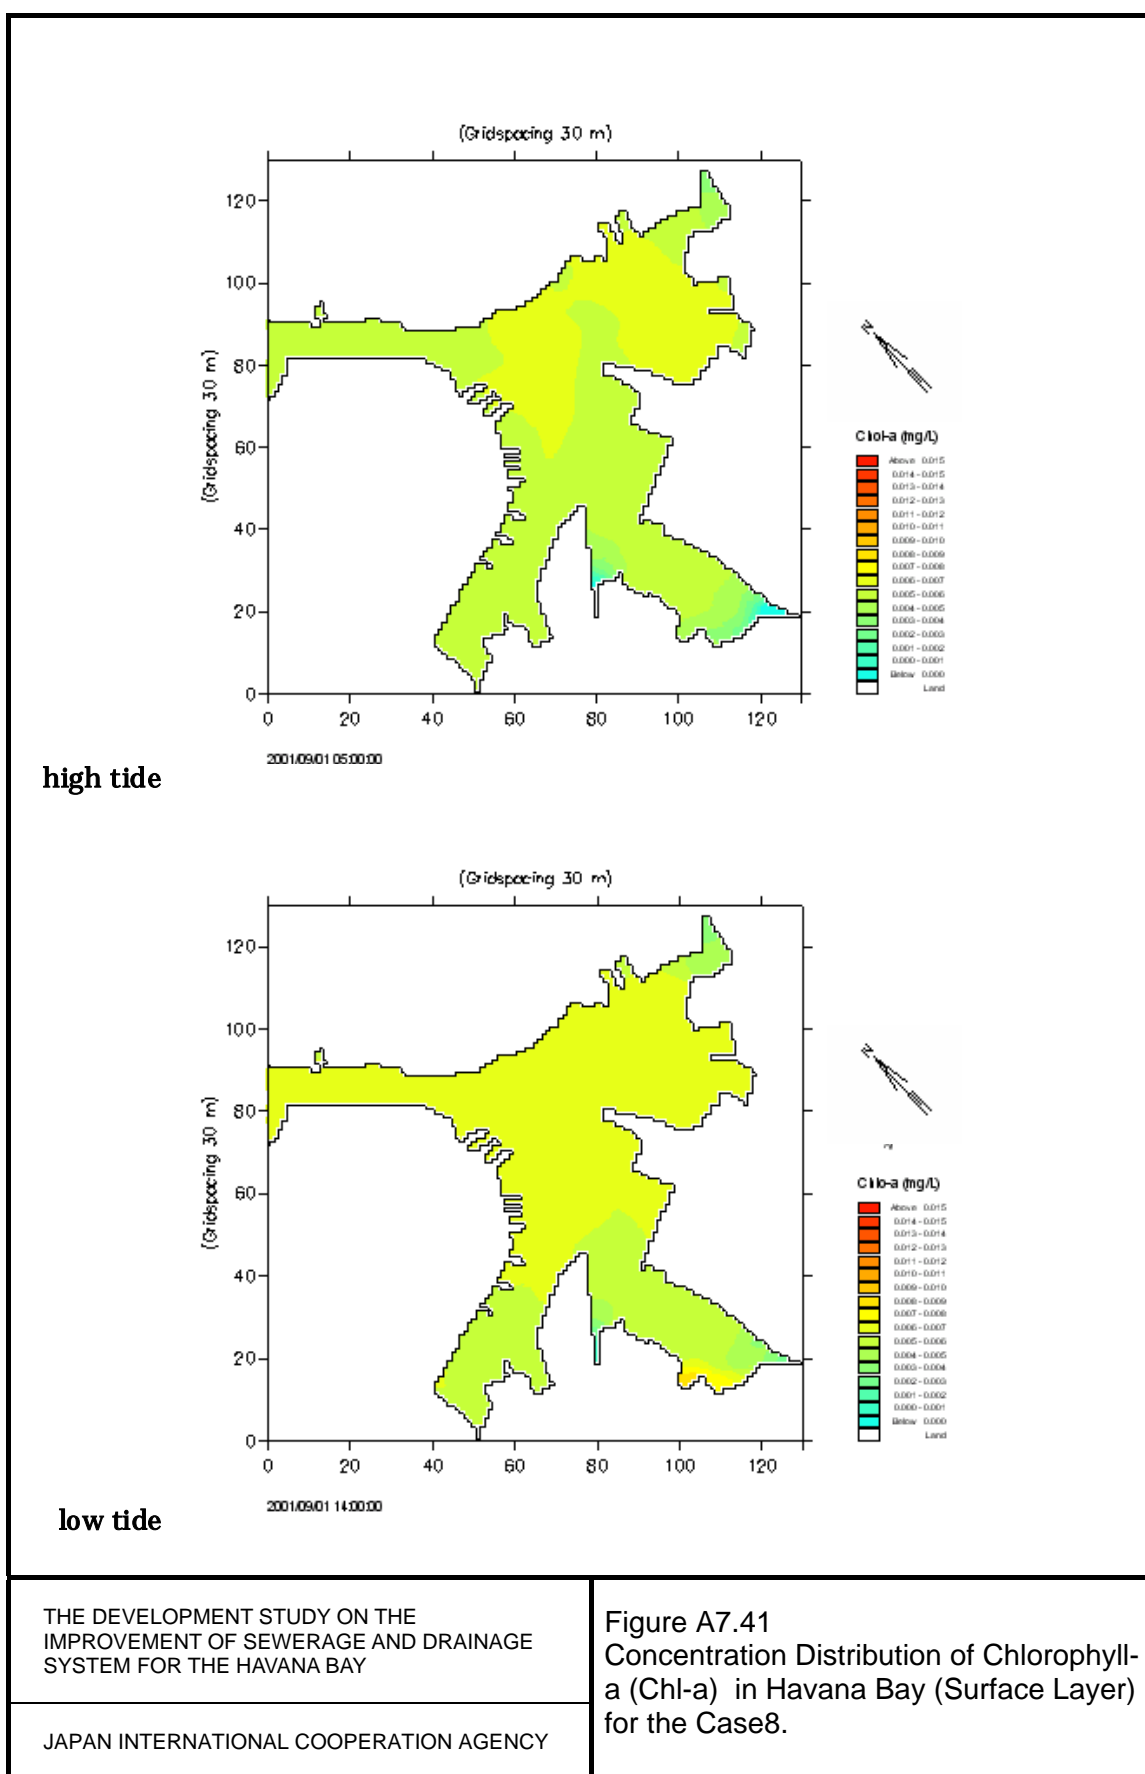 (Gridspacing 30 m)
(Gridspacing 30 m)
120
100
80
60
40
20
0
0 20 40 60 80 100 120
2001/09/01 05:00:00
N
Chol-a (mg/L)
Above 0.015
0.014 - 0.015
0.013 - 0.014
0.012 - 0.013
0.011 - 0.012
0.010 - 0.011
0.009 - 0.010
0.008 - 0.009
0.007 - 0.008
0.006 - 0.007
0.005 - 0.006
0.004 - 0.005
0.003 - 0.004
0.002 - 0.003
0.001 - 0.002
0.000 - 0.001
Below 0.000
Land
high tide
(Gridspacing 30 m)
(Gridspacing 30 m)
120
100
80
60
40
20
0
0 20 40 60 80 100 120
2001/09/01 14:00:00
N
Above 0.015
0.014 - 0.015
0.013 - 0.014
0.012 - 0.013
0.011 - 0.012
0.010 - 0.011
0.009 - 0.010
0.008 - 0.009
0.007 - 0.008
0.006 - 0.007
0.005 - 0.006
0.004 - 0.005
0.003 - 0.004
0.002 - 0.003
0.001 - 0.002
0.000 - 0.001
Below 0.000
Land
low tide
THE DEVELOPMENT STUDY ON THE
IMPROVEMENT OF SEWERAGE AND DRAINAGE
SYSTEM FOR THE HAVANA BAY
JAPAN INTERNATIONAL COOPERATION AGENCY
Figure A7.41
Concentration Distribution of Chlorophyll-
a (Chl-a) in Havana Bay (Surface Layer)
for the Case8.